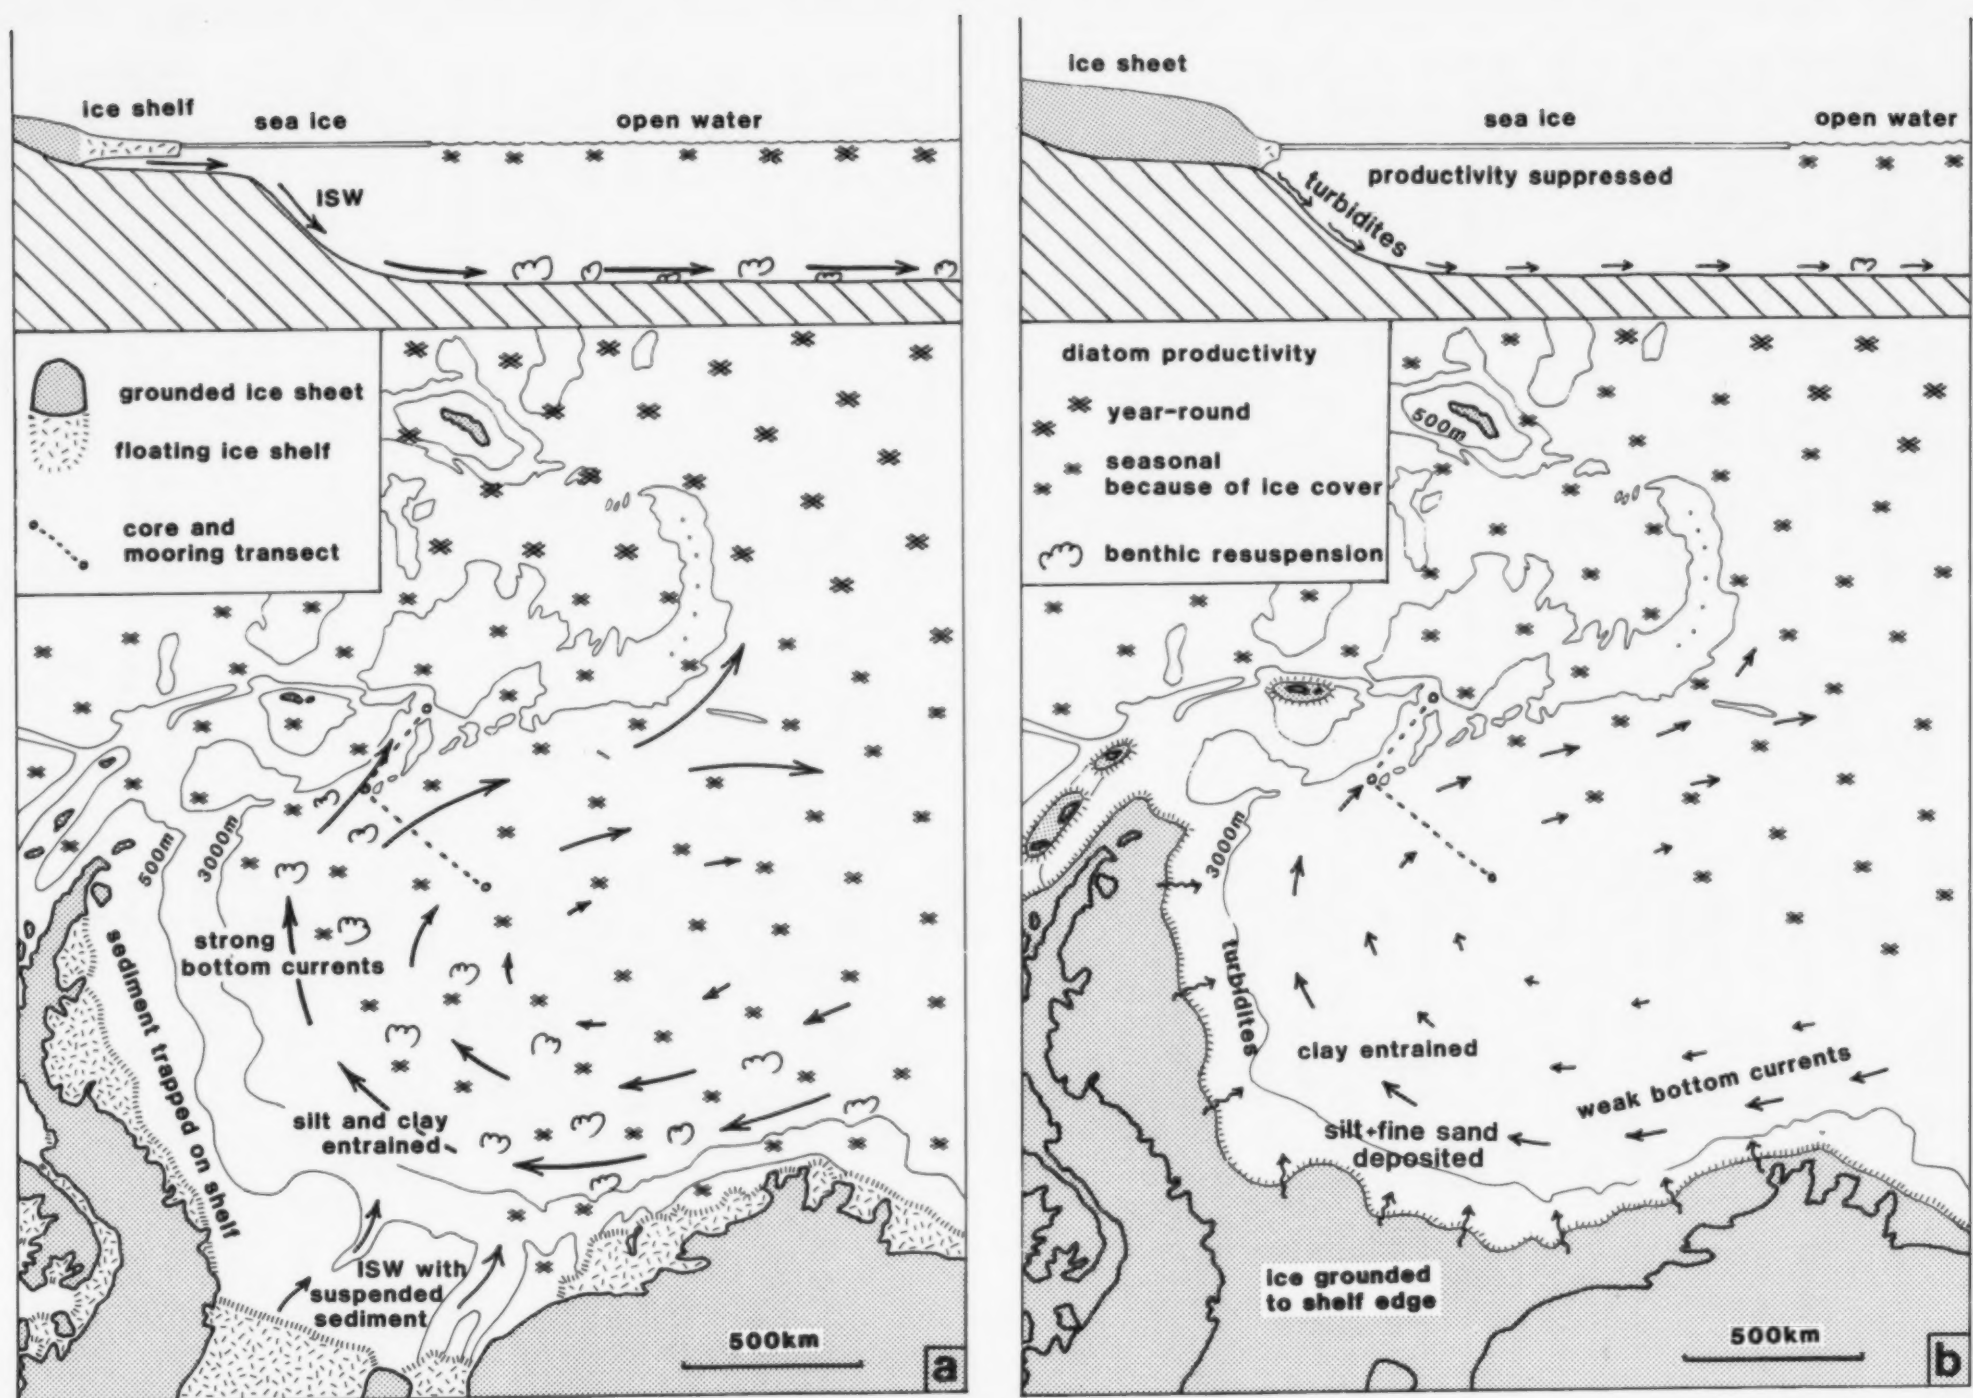 ice shelf
sea ice
open water
ISW
grounded ice sheet
floating ice shelf
core and
mooring transect
500m
3000m
strong
bottom currents
sediment trapped on shelf
silt and clay
entrained
ISW with
suspended
sediment
500km
a
ice sheet
sea ice
open water
productivity suppressed
turbidites
diatom productivity
year-round
seasonal
because of ice cover
benthic resuspension
500m
3000m
turbidites
clay entrained
weak bottom currents
silt+fine sand
deposited
ice grounded
to shelf edge
500km
b